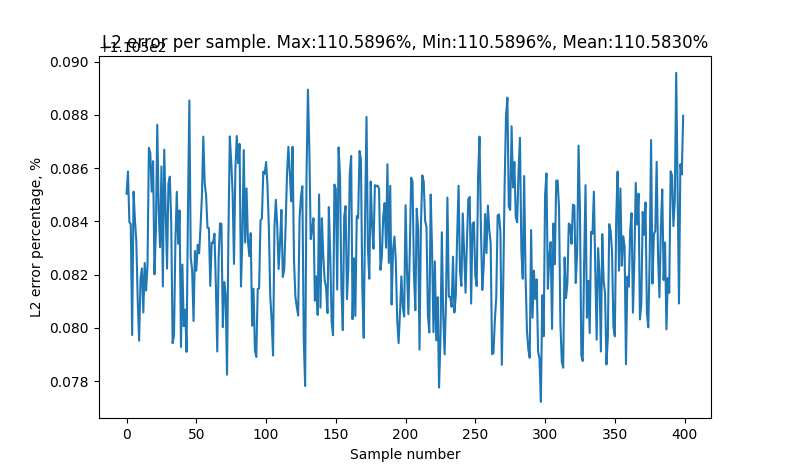 L2 error per sample. Max:110.5896%, Min:110.5896%, Mean:110.5830%
+1.105e2
0.090
0.088
0.086
0.084
0.082
0.080
0.078
L2 error percentage, %
0 50 100 150 200 250 300 350 400
Sample number